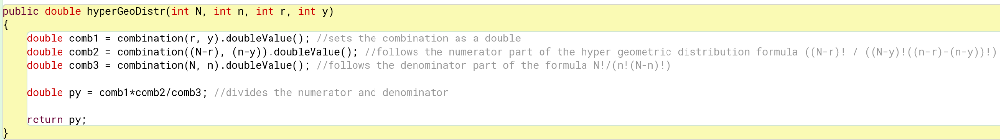 public double hyperGeoDistr(int N, int n, int r, int y)
{
double comb1 = combination(r, y).doubleValue(); //sets the combination as a double
double comb2 = combination((N-r), (n-y)).doubleValue(); //follows the numerator part of the hyper geometric distribution formula ((N-r)! / ((N-y)!((n-r)-(n-y))!)
double comb3 = combination(N, n).doubleValue(); //follows the denominator part of the formula N!/(n!(N-n)!)
double py = comb1*comb2/comb3; //divides the numerator and denominator
return py;
}